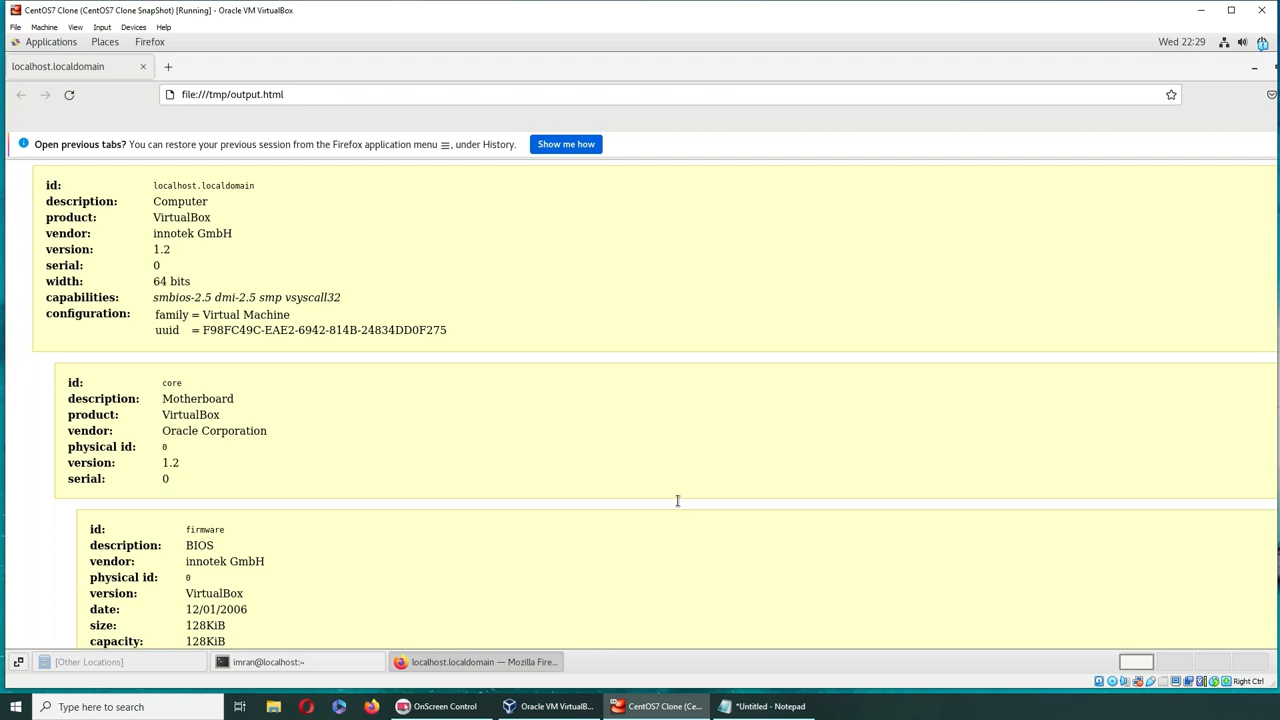 CentOS7 Clone (CentOS7 Clone SnapShot) [Running] - Oracle VM VirtualBox
File Machine View Input Devices Help
Applications Places Firefox Wed 22:29
localhost.localdomain
file:///tmp/output.html
Open previous tabs? You can restore your previous session from the Firefox application menu ≡, under History. Show me how
id: localhost.localdomain
description: Computer
product: VirtualBox
vendor: innotek GmbH
version: 1.2
serial: 0
width: 64 bits
capabilities: smbios-2.5 dmi-2.5 smp vsyscall32
configuration: family = Virtual Machine
uuid = F98FC49C-EAE2-6942-814B-24834DD0F275
id: core
description: Motherboard
product: VirtualBox
vendor: Oracle Corporation
physical id: 0
version: 1.2
serial: 0
id: firmware
description: BIOS
vendor: innotek GmbH
physical id: 0
version: VirtualBox
date: 12/01/2006
size: 128KiB
capacity: 128KiB
[Other Locations] imran@localhost:~ localhost.localdomain — Mozilla Fire...
Right Ctrl
Type here to search OnScreen Control Oracle VM VirtualB... CentOS7 Clone (Ce... *Untitled - Notepad